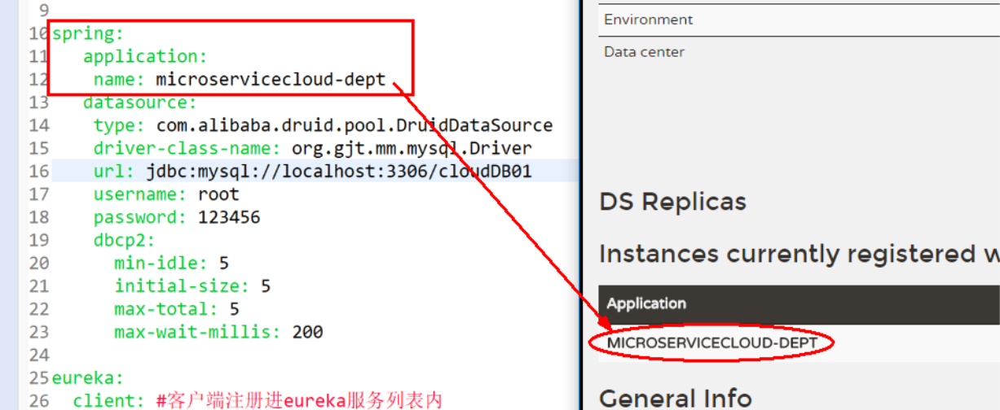 9
10 spring:
11 application:
12 name: microservicecloud-dept
13 datasource:
14 type: com.alibaba.druid.pool.DruidDataSource
15 driver-class-name: org.gjt.mm.mysql.Driver
16 url: jdbc:mysql://localhost:3306/cloudDB01
17 username: root
18 password: 123456
19 dbcp2:
20 min-idle: 5
21 initial-size: 5
22 max-total: 5
23 max-wait-millis: 200
24
25 eureka:
26 client: #客户端注册进eureka服务列表内
Environment
Data center
DS Replicas
Instances currently registered w
Application
MICROSERVICECLOUD-DEPT
General Info